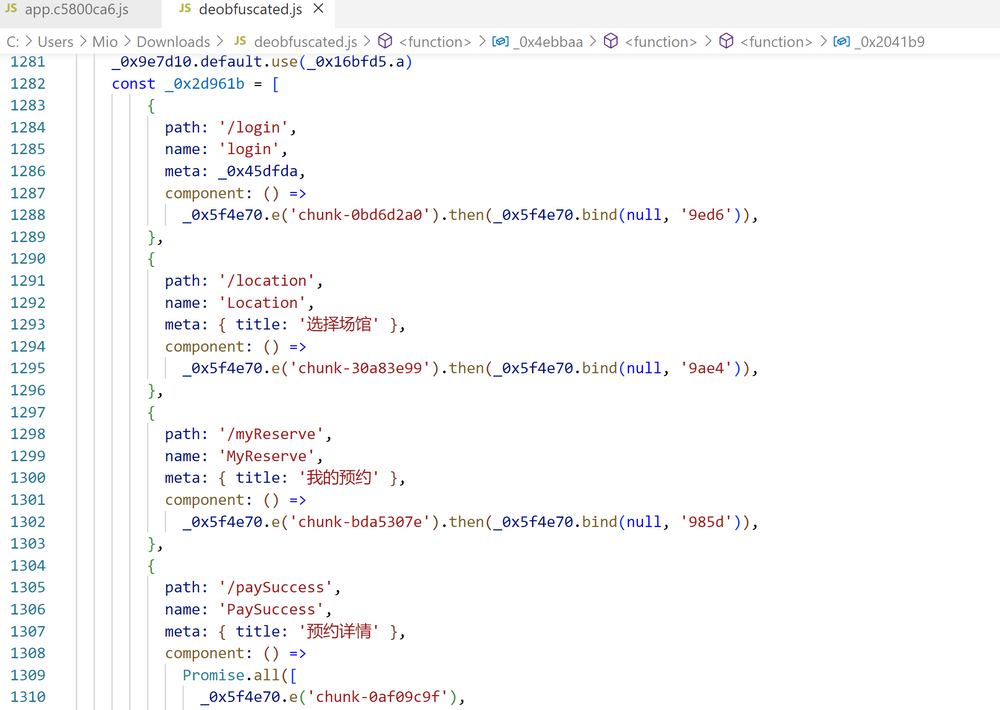 JS app.c5800ca6.js JS deobfuscated.js ×
C: > Users > Mio > Downloads > JS deobfuscated.js > <function> > _0x4ebbaa > <function> > <function> > _0x2041b9
1281 _0x9e7d10.default.use(_0x16bfd5.a)
1282 const _0x2d961b = [
1283 {
1284 path: '/login',
1285 name: 'login',
1286 meta: _0x45dfda,
1287 component: () =>
1288 _0x5f4e70.e('chunk-0bd6d2a0').then(_0x5f4e70.bind(null, '9ed6')),
1289 },
1290 {
1291 path: '/location',
1292 name: 'Location',
1293 meta: { title: '选择场馆' },
1294 component: () =>
1295 _0x5f4e70.e('chunk-30a83e99').then(_0x5f4e70.bind(null, '9ae4')),
1296 },
1297 {
1298 path: '/myReserve',
1299 name: 'MyReserve',
1300 meta: { title: '我的预约' },
1301 component: () =>
1302 _0x5f4e70.e('chunk-bda5307e').then(_0x5f4e70.bind(null, '985d')),
1303 },
1304 {
1305 path: '/paySuccess',
1306 name: 'PaySuccess',
1307 meta: { title: '预约详情' },
1308 component: () =>
1309 Promise.all([
1310 _0x5f4e70.e('chunk-0af09c9f'),